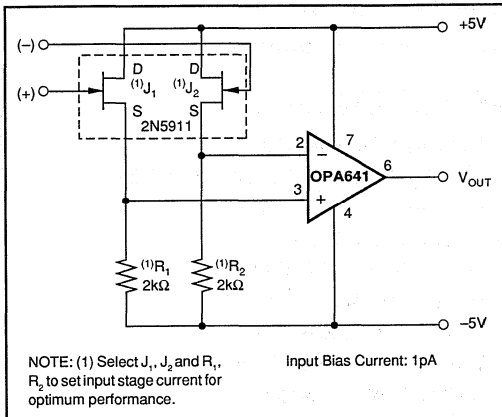 +5V
(–)
D D
(1)J1 (1)J2
(+)
S S
2N5911
2 7
– 6
OPA641 VOUT
3 +
4
(1)R1 (1)R2
2kΩ 2kΩ
–5V
NOTE: (1) Select J1, J2 and R1, Input Bias Current: 1pA
R2 to set input stage current for
optimum performance.